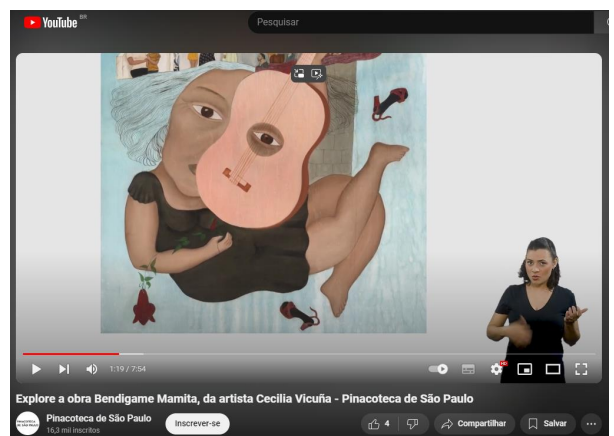 YouTube BR
Pesquisar
1:19 / 7:54
HD
Explore a obra Bendigame Mamita, da artista Cecilia Vicuña - Pinacoteca de São Paulo
Pinacoteca de São Paulo
16,3 mil inscritos
Inscrever-se
4
Compartilhar
Salvar